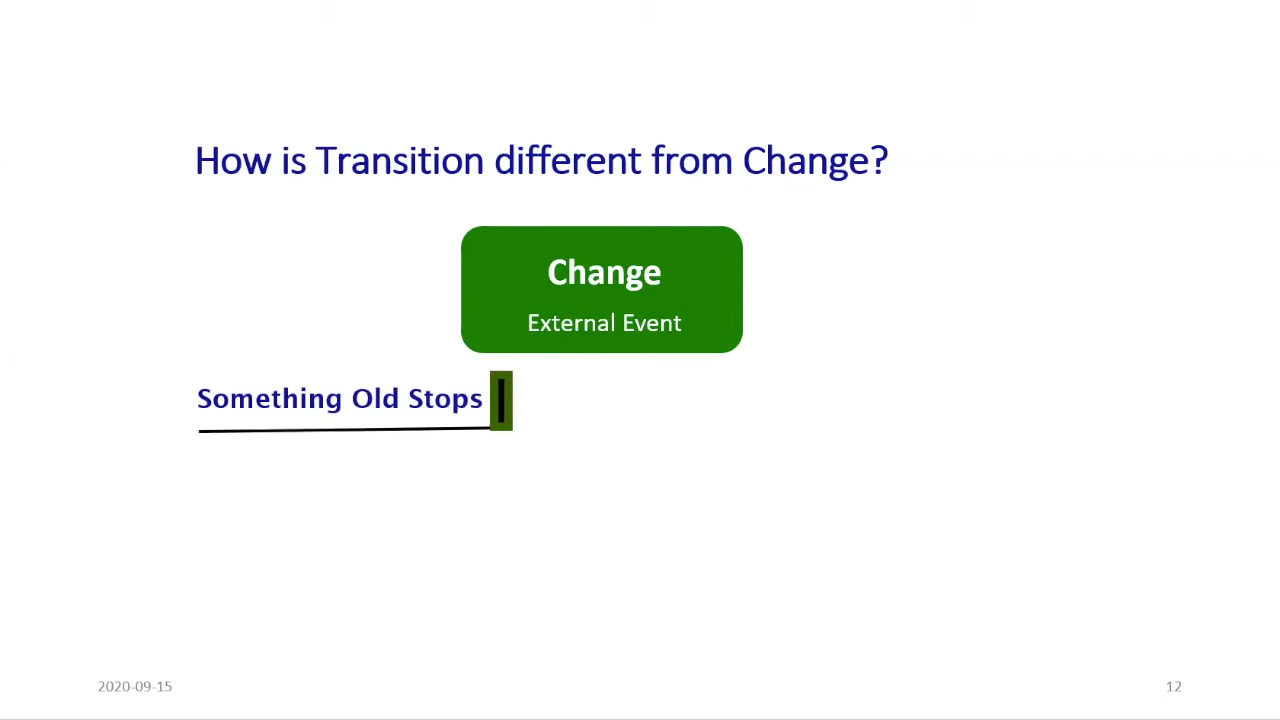 How is Transition different from Change?
Change
External Event
Something Old Stops
2020-09-15
12